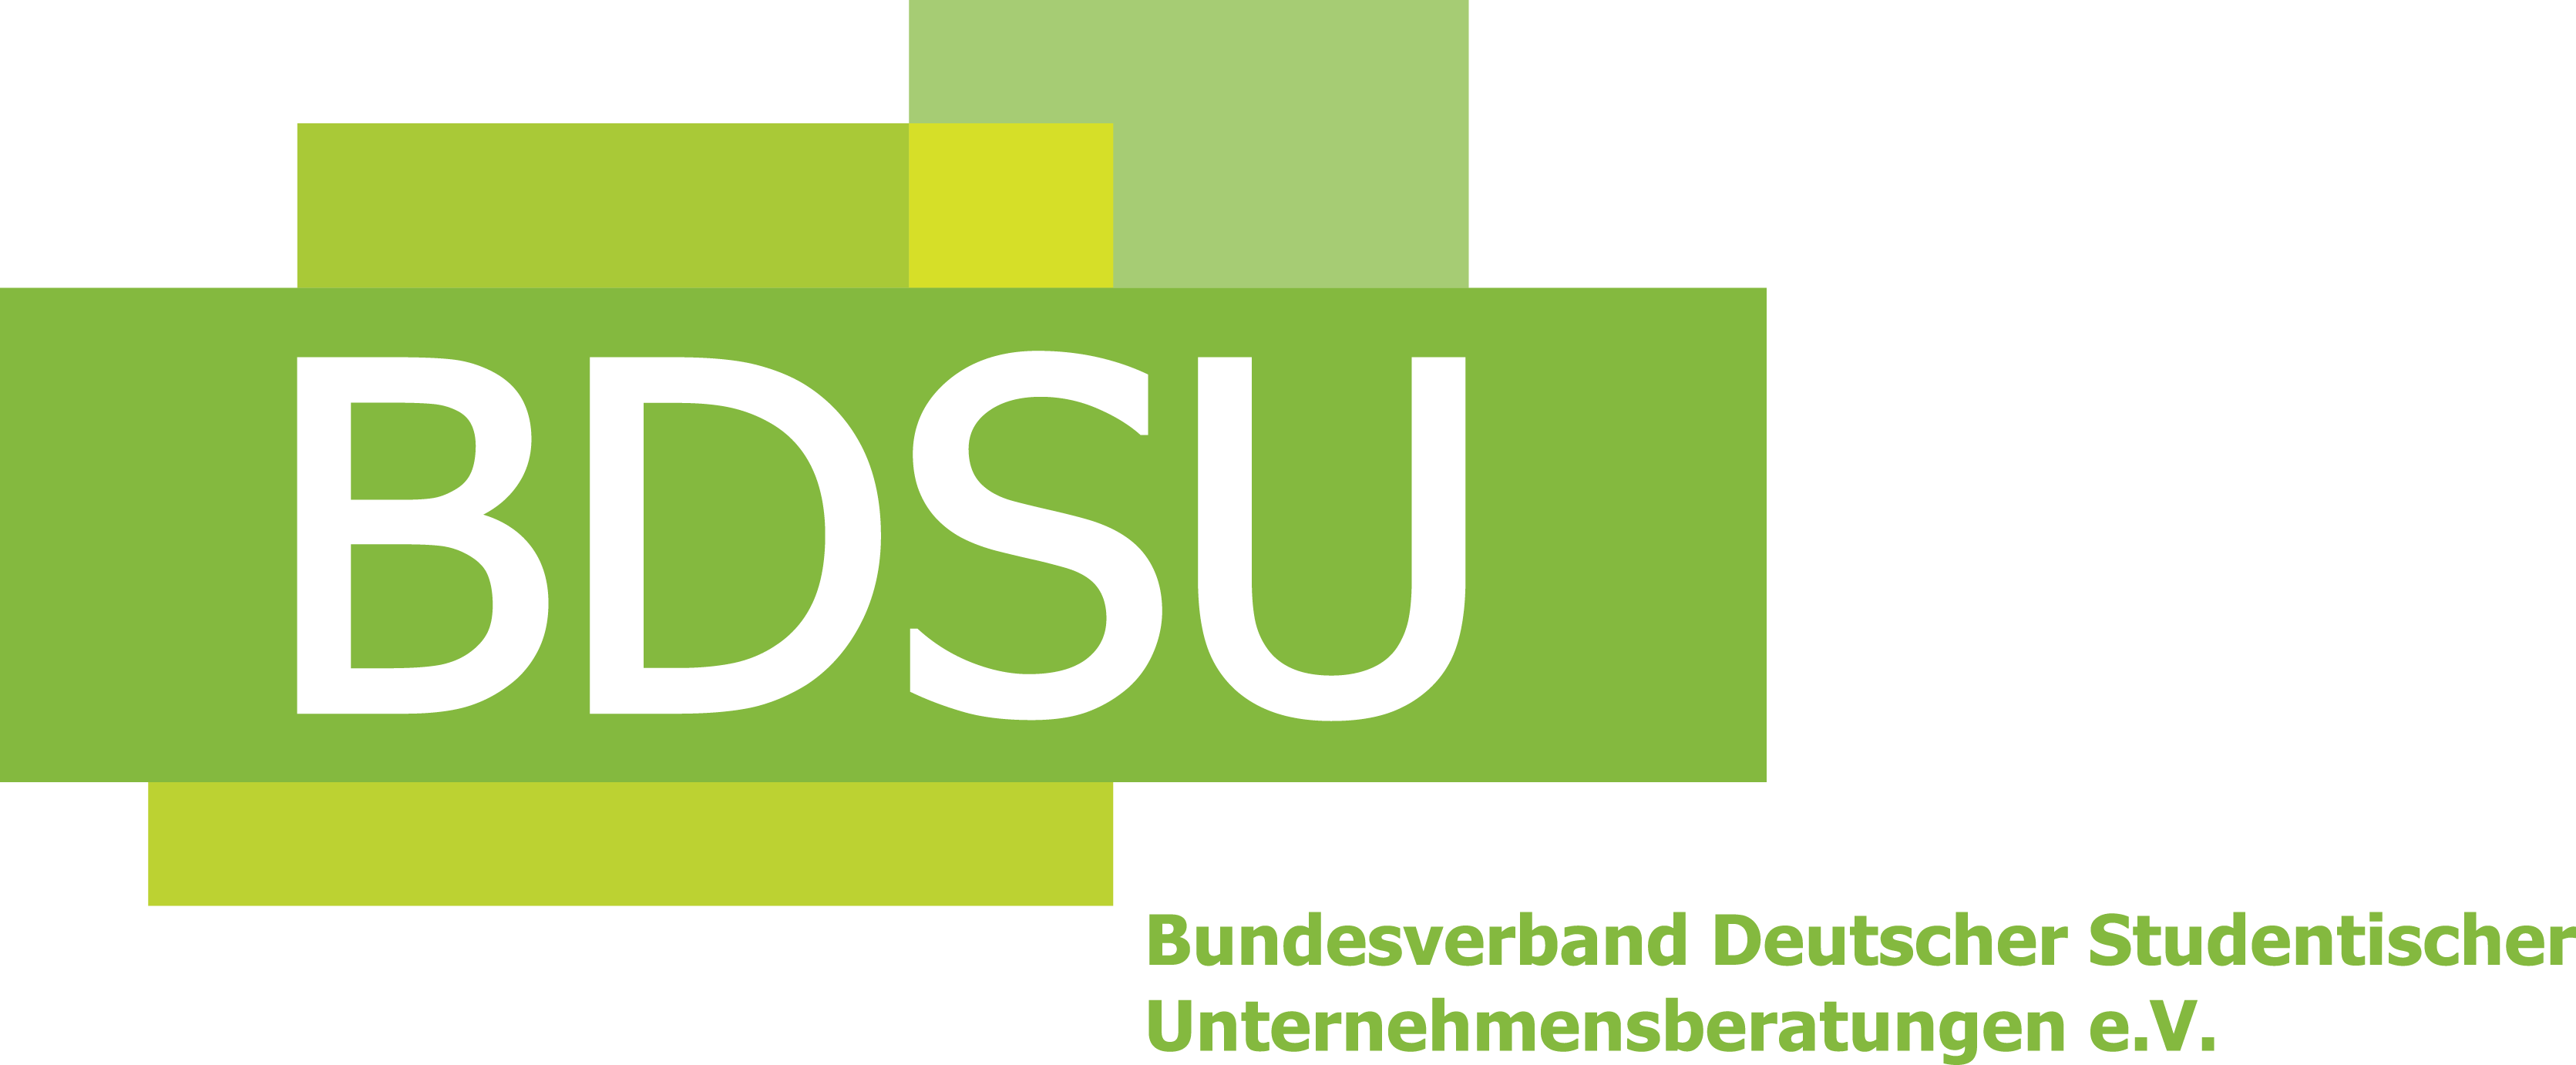 BDSU
Bundesverband Deutscher Studentischer
Unternehmensberatungen e.V.